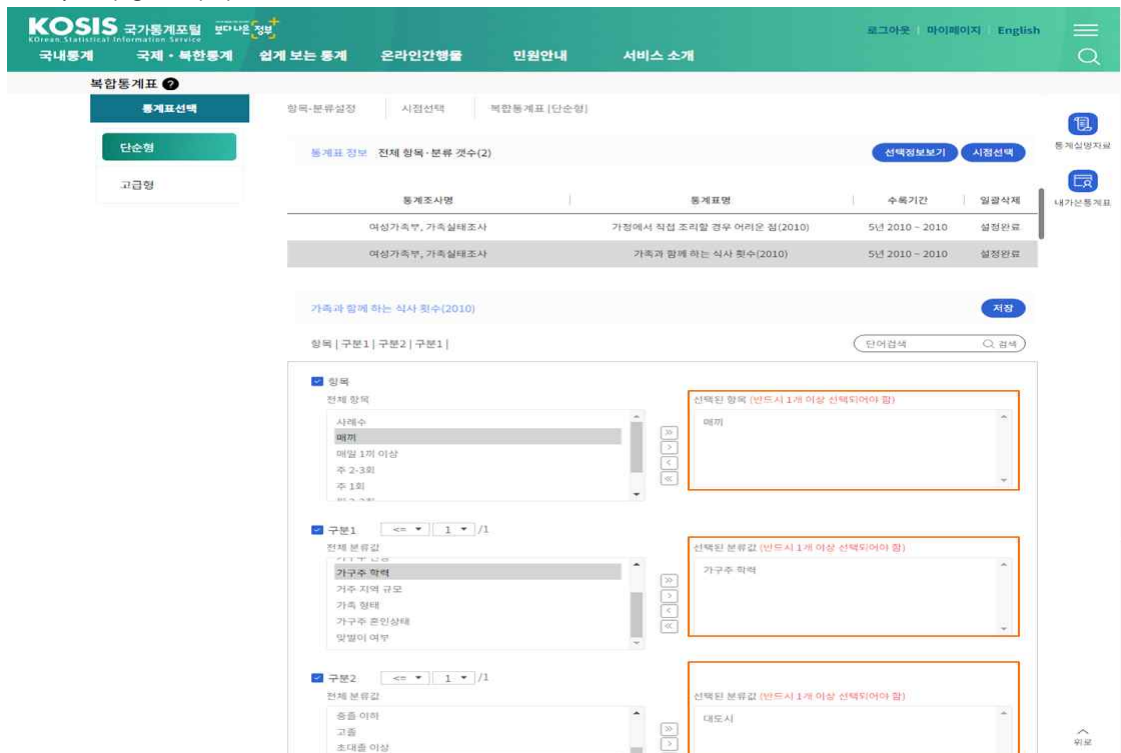 KOSIS 국가통계포털 보다나은 정부
KOrean Statistical Information Service
로그아웃 | 마이페이지 | English
국내통계 국제・북한통계 쉽게 보는 통계 온라인간행물 민원안내 서비스 소개
복합통계표 ?
통계표선택
항목-분류설정 | 시점선택 | 복합통계표 [단순형]
단순형
고급형
통계설명자료
내가본통계표
통계표 정보 전체 항목·분류 갯수(2)
선택정보보기 시점선택
통계조사명 통계표명 수록기간 일괄삭제
여성가족부, 가족실태조사 가정에서 직접 조리할 경우 어려운 점(2010) 5년 2010 ~ 2010 설정완료
여성가족부, 가족실태조사 가족과 함께 하는 식사 횟수(2010) 5년 2010 ~ 2010 설정완료
가족과 함께 하는 식사 횟수(2010) 저장
항목 | 구분1 | 구분2 | 구분1 |
단어검색 검색
항목
전체 항목 선택된 항목 (반드시 1개 이상 선택되어야 함)
사례수 매끼
매끼
매일 1끼 이상
주 2-3회
주 1회
구분1 <= 1 /1
전체 분류값 선택된 분류값 (반드시 1개 이상 선택되어야 함)
가구주 학력 가구주 학력
거주 지역 규모
가족 형태
가구주 혼인상태
맞벌이 여부
구분2 <= 1 /1
전체 분류값 선택된 분류값 (반드시 1개 이상 선택되어야 함)
중졸 이하 대도시
고졸
초대졸 이상
위로